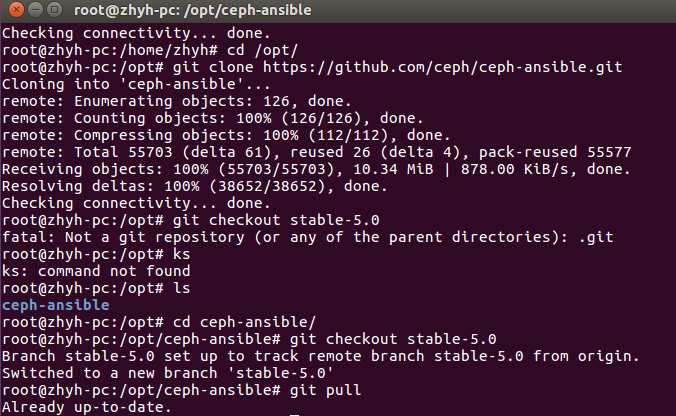 root@zhyh-pc: /opt/ceph-ansible
Checking connectivity... done.
root@zhyh-pc:/home/zhyh# cd /opt/
root@zhyh-pc:/opt# git clone https://github.com/ceph/ceph-ansible.git
Cloning into 'ceph-ansible'...
remote: Enumerating objects: 126, done.
remote: Counting objects: 100% (126/126), done.
remote: Compressing objects: 100% (112/112), done.
remote: Total 55703 (delta 61), reused 26 (delta 4), pack-reused 55577
Receiving objects: 100% (55703/55703), 10.34 MiB | 878.00 KiB/s, done.
Resolving deltas: 100% (38652/38652), done.
Checking connectivity... done.
root@zhyh-pc:/opt# git checkout stable-5.0
fatal: Not a git repository (or any of the parent directories): .git
root@zhyh-pc:/opt# ks
ks: command not found
root@zhyh-pc:/opt# ls
ceph-ansible
root@zhyh-pc:/opt# cd ceph-ansible/
root@zhyh-pc:/opt/ceph-ansible# git checkout stable-5.0
Branch stable-5.0 set up to track remote branch stable-5.0 from origin.
Switched to a new branch 'stable-5.0'
root@zhyh-pc:/opt/ceph-ansible# git pull
Already up-to-date.